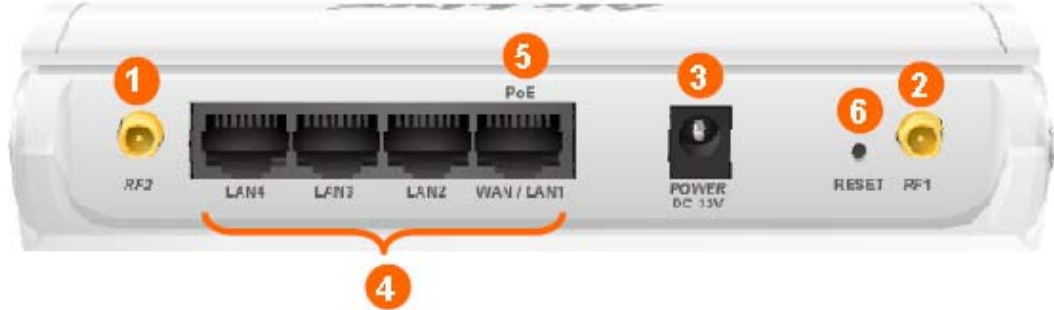 5
1
3
2
PoE
6
RF2
LAN4
LAN3
LAN2
WAN / LAN1
POWER
RESET
RF1
4